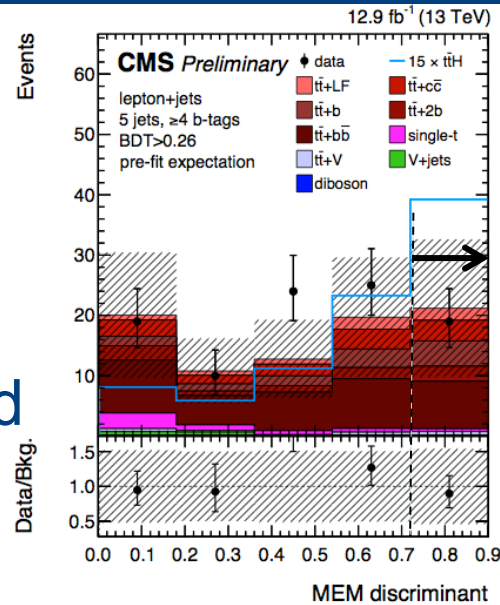 12.9 fb⁻¹ (13 TeV)
Events
CMS Preliminary
lepton+jets
5 jets, ≥4 b-tags
BDT>0.26
pre-fit expectation
data
15 × tt̄H
tt̄+LF
tt̄+cc̄
tt̄+b
tt̄+2b
tt̄+bb̄
single-t
tt̄+V
V+jets
diboson
60
50
40
30
20
10
d
Data/Bkg.
1.5
1.0
0.5
0.0 0.1 0.2 0.3 0.4 0.5 0.6 0.7 0.8 0.9
MEM discriminant